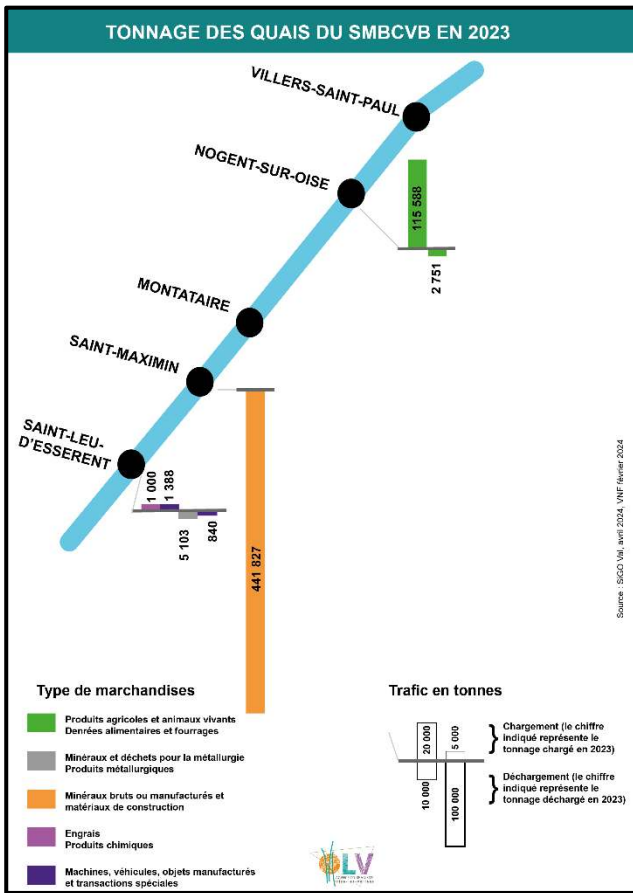 TONNAGE DES QUAIS DU SMBCVB EN 2023
VILLERS-SAINT-PAUL
NOGENT-SUR-OISE
115 588
2 751
MONTATAIRE
SAINT-MAXIMIN
SAINT-LEU-
D'ESSERENT
1 000
1 388
5 103
840
441 827
Source : SIGO Val, avril 2024, VNF février 2024
Type de marchandises
Produits agricoles et animaux vivants
Denrées alimentaires et fourrages
Minéraux et déchets pour la métallurgie
Produits métallurgiques
Minéraux bruts ou manufacturés et
matériaux de construction
Engrais
Produits chimiques
Machines, véhicules, objets manufacturés
et transactions spéciales
Trafic en tonnes
20 000
5 000
10 000
100 000
Chargement (le chiffre
indiqué représente le
tonnage chargé en 2023)
Déchargement (le chiffre
indiqué représente le
tonnage déchargé en 2023)
OLV